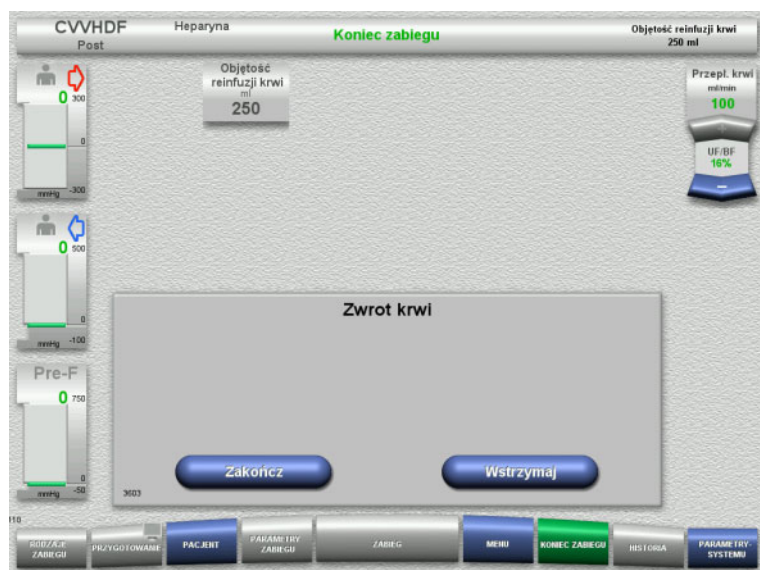 CVVHDF
Post
Heparyna
Koniec zabiegu
Objętość reinfuzji krwi
250 ml
300
0
0
mmHg -300
Objętość
reinfuzji krwi
ml
250
Przepł. krwi
ml/min
100
+
UF/BF
16%
–
0
500
0
mmHg -100
Pre-F
0
750
0
mmHg -50
Zwrot krwi
Zakończ
Wstrzymaj
3603
RODZAJE
ZABIEGU
PRZYGOTOWANIE
PACJENT
PARAMETRY
ZABIEGU
ZABIEG
MENU
KONIEC ZABIEGU
HISTORIA
PARAMETRY-
SYSTEMU